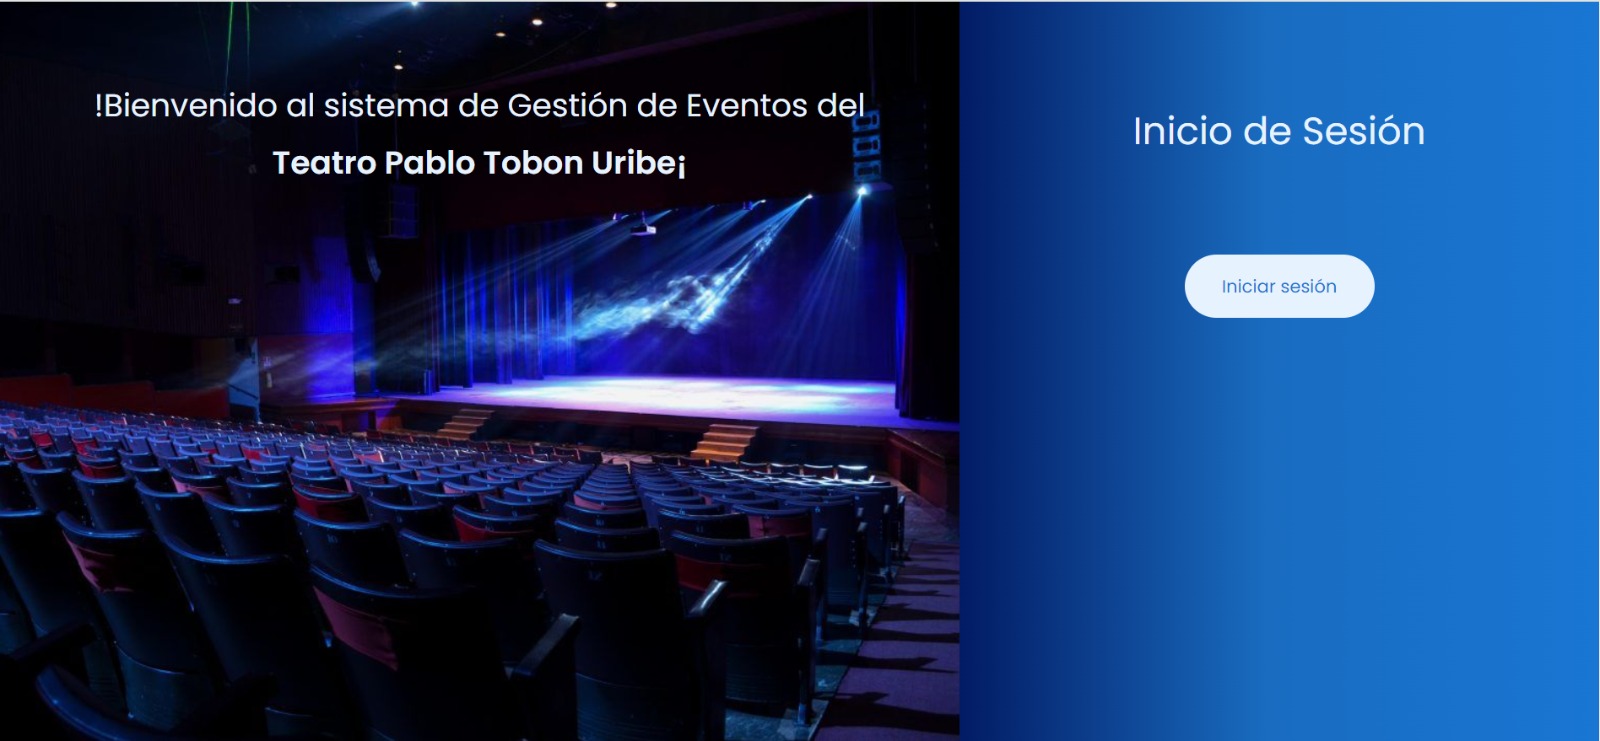 !Bienvenido al sistema de Gestión de Eventos del
Teatro Pablo Tobon Uribe¡
Inicio de Sesión
Iniciar sesión